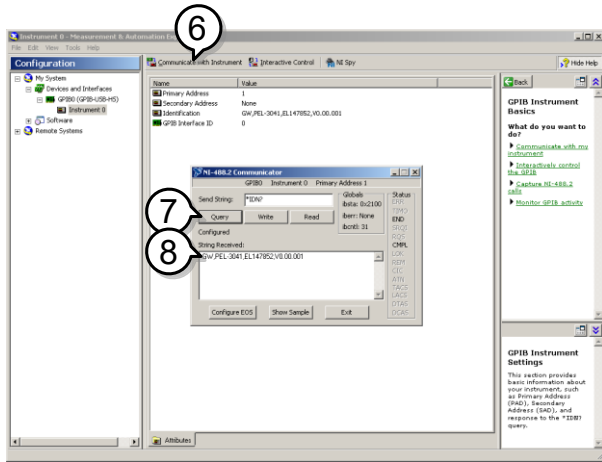 Instrument 0 - Measurement & Automation Ex
File Edit View Tools Help
6
Configuration
Communicate with Instrument Interactive Control NI Spy
Hide Help
My System
Devices and Interfaces
GPIB0 (GPIB-USB-HS)
Instrument 0
Software
Remote Systems
Name Value
Primary Address 1
Secondary Address None
Identification GW,PEL-3041,EL147852,V0.00.001
GPIB Interface ID 0
Back
GPIB Instrument
Basics
What do you want to
do?
Communicate with my
instrument
Interactively control
the GPIB
Capture NI-488.2
calls
Monitor GPIB activity
NI-488.2 Communicator
GPIB0 Instrument 0 Primary Address 1
Send String: *IDN?
7
Query Write Read
Configured
8
String Received:
GW,PEL-3041,EL147852,V0.00.001
Configure EOS Show Sample Exit
Globals
ibsta: 0x2100
iberr: None
ibcntl: 31
Status
ERR
TIMO
END
SRQI
RQS
CMPL
LOK
REM
CIC
ATN
TACS
LACS
DTAS
DCAS
GPIB Instrument
Settings
This section provides
basic information about
your instrument, such
as Primary Address
(PAD), Secondary
Address (SAD), and
response to the *IDN?
query.
Attributes